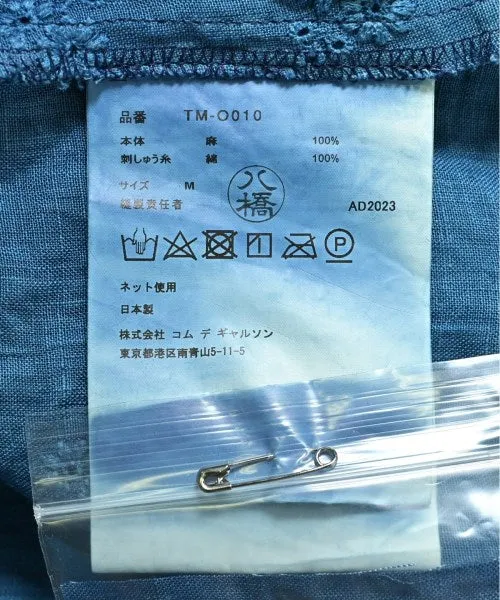 品番 TM-O010
本体 麻 100%
刺しゅう糸 綿 100%
サイズ M
縫製責任者 八橋 AD2023
P
ネット使用
日本製
株式会社 コム デ ギャルソン
東京都港区南青山5-11-5